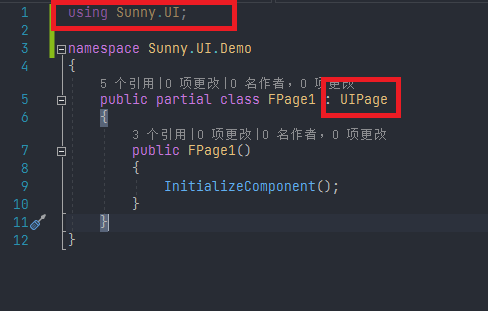 1 using Sunny.UI;
2
3 namespace Sunny.UI.Demo
4 {
5 个引用|0 项更改|0 名作者, 0 项更改
5 public partial class FPage1 : UIPage
6 {
3 个引用|0 项更改|0 名作者, 0 项更改
7 public FPage1()
8 {
9 InitializeComponent();
10 }
11 }
12 }